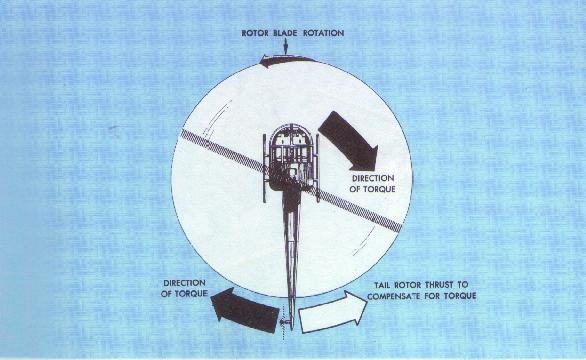 ROTOR BLADE ROTATION
DIRECTION
OF TORQUE
DIRECTION
OF TORQUE
TAIL ROTOR THRUST TO
COMPENSATE FOR TORQUE